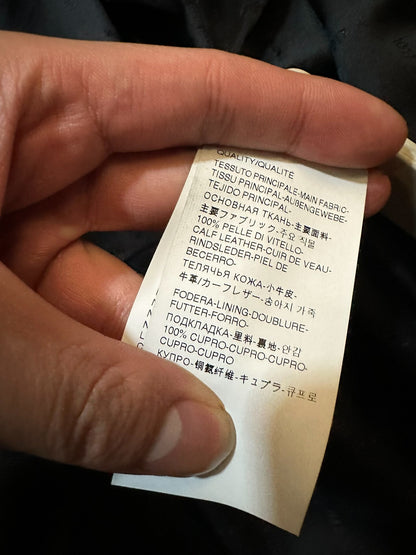 QUALITY/QUALITÉ
TESSUTO PRINCIPALE-MAIN FABRIC-
TISSU PRINCIPAL-AUßENGEWEBE-
TEJIDO PRINCIPAL-
ОСНОВНАЯ ТКАНЬ-主要面料-
主要ファブリック-주요 직물
100% PELLE DI VITELLO-
CALF LEATHER-CUIR DE VEAU-
RINDSLEDER-PIEL DE
BECERRO-
ТЕЛЯЧЬЯ КОЖА-小牛皮-
牛革/カーフレザー-송아지 가죽
FODERA-LINING-DOUBLURE-
FUTTER-FORRO-
ПОДКЛАДКА-里料-裏地-안감
100% CUPRO-CUPRO-CUPRO-
CUPRO-CUPRO
КУПРО-铜氨纤维-キュプラ-큐프로